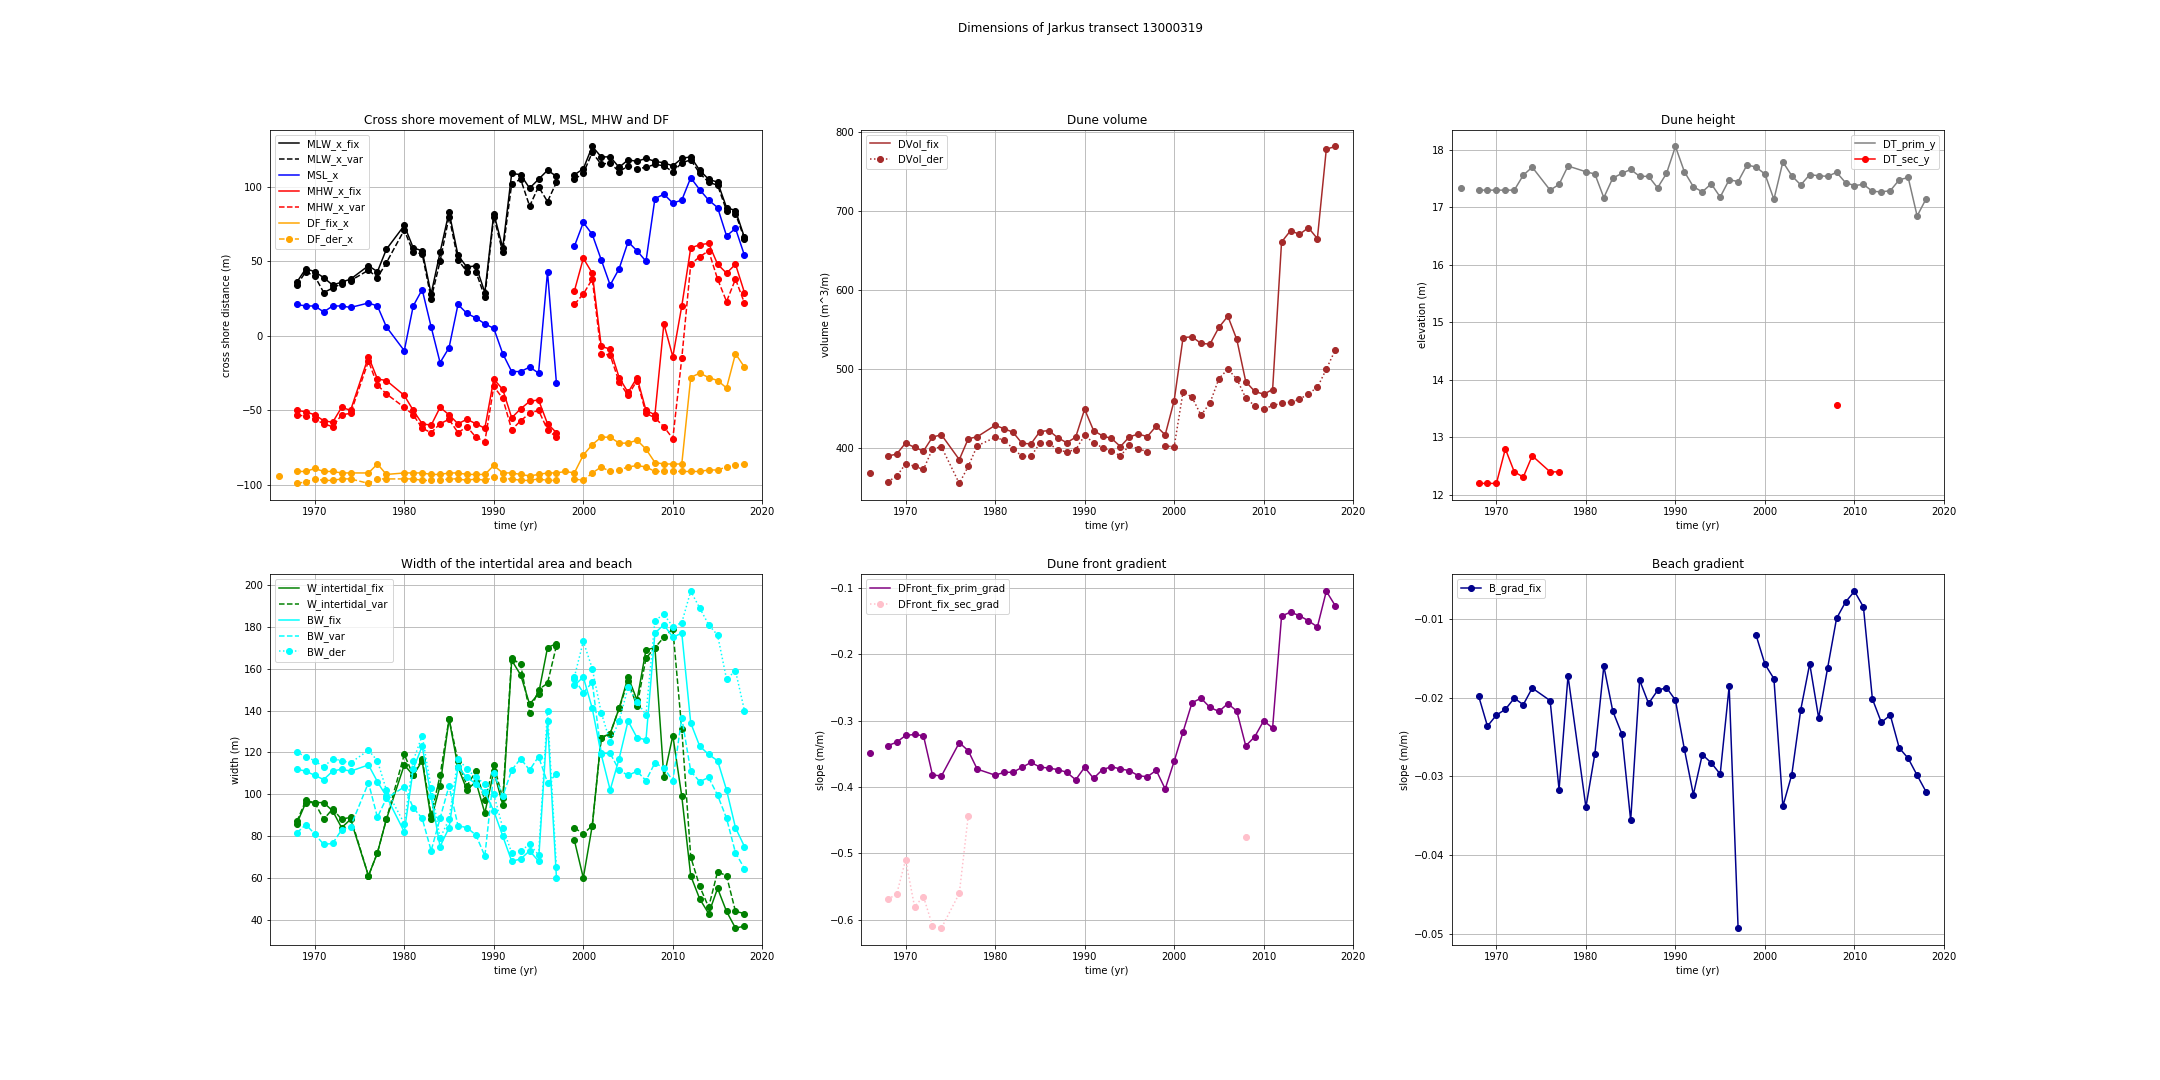 Dimensions of Jarkus transect 13000319
Cross shore movement of MLW, MSL, MHW and DF
MLW_x_fix
MLW_x_var
MSL_x
MHW_x_fix
MHW_x_var
DF_fix_x
DF_der_x
cross shore distance (m)
100
50
0
−50
−100
1970 1980 1990 2000 2010 2020
time (yr)
Dune volume
DVol_fix
DVol_der
volume (m^3/m)
800
700
600
500
400
1970 1980 1990 2000 2010 2020
time (yr)
Dune height
DT_prim_y
DT_sec_y
elevation (m)
18
17
16
15
14
13
12
1970 1980 1990 2000 2010 2020
time (yr)
Width of the intertidal area and beach
W_intertidal_fix
W_intertidal_var
BW_fix
BW_var
BW_der
width (m)
200
180
160
140
120
100
80
60
40
1970 1980 1990 2000 2010 2020
time (yr)
Dune front gradient
DFront_fix_prim_grad
DFront_fix_sec_grad
slope (m/m)
−0.1
−0.2
−0.3
−0.4
−0.5
−0.6
1970 1980 1990 2000 2010 2020
time (yr)
Beach gradient
B_grad_fix
slope (m/m)
−0.01
−0.02
−0.03
−0.04
−0.05
1970 1980 1990 2000 2010 2020
time (yr)